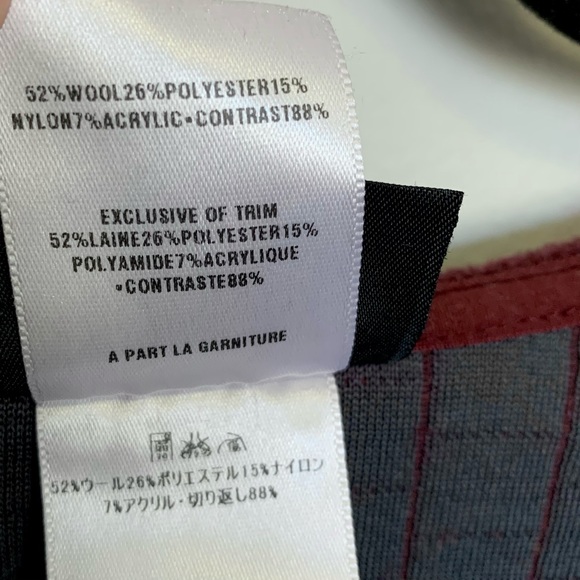 52%WOOL26%POLYESTER15%
NYLON7%ACRYLIC•CONTRAST88%
EXCLUSIVE OF TRIM
52%LAINE26%POLYESTER15%
POLYAMIDE7%ACRYLIQUE
•CONTRASTE88%
A PART LA GARNITURE
52%ウール26%ポリエステル15%ナイロン
7%アクリル・切り返し88%